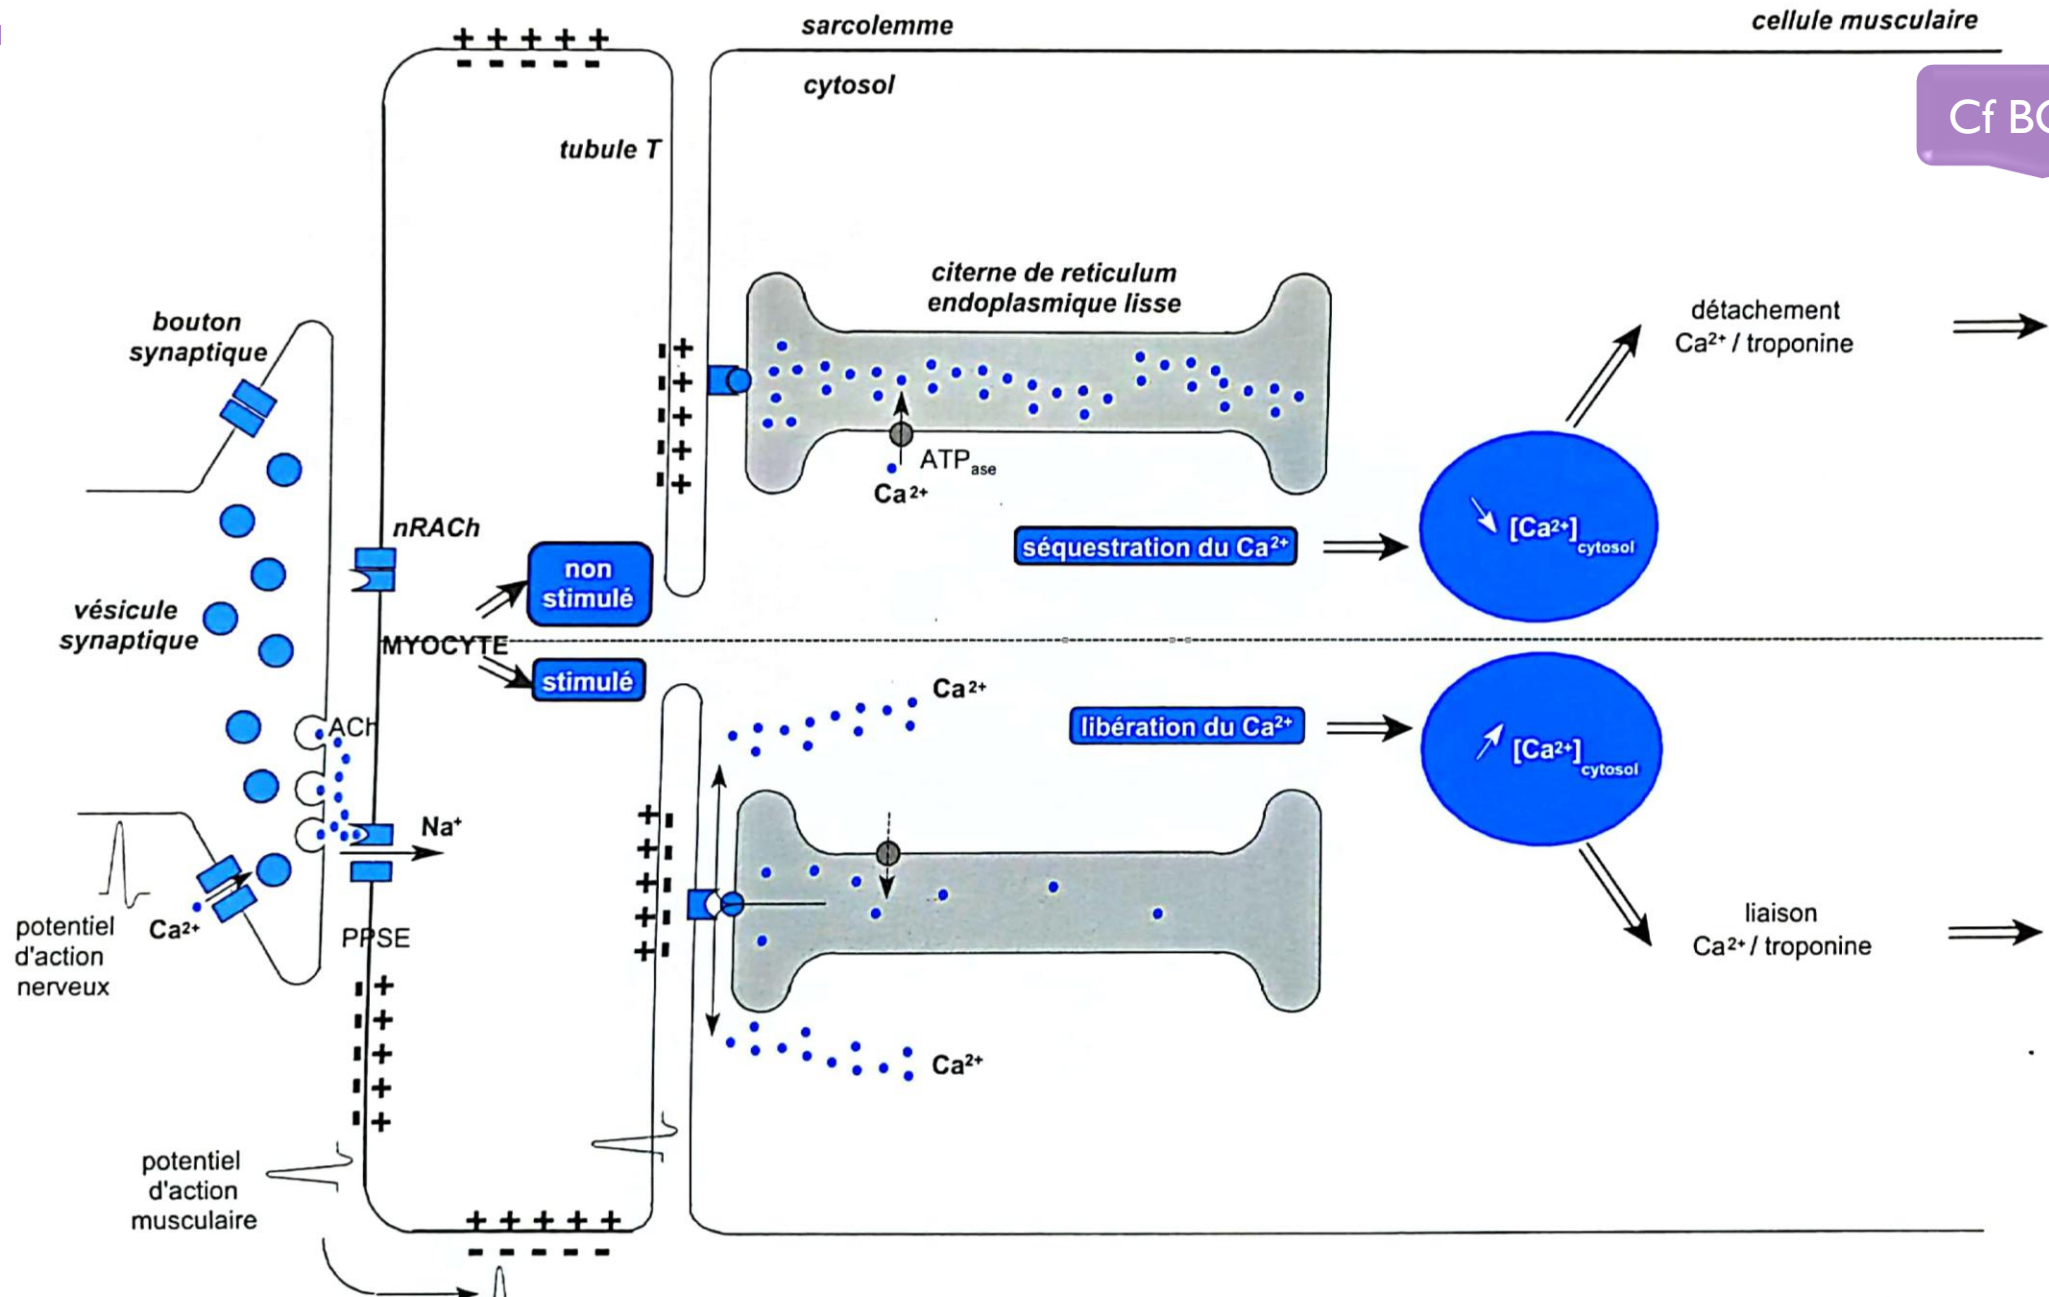 sarcolemme
cellule musculaire
cytosol
Cf BC
tubule T
citerne de reticulum
endoplasmique lisse
bouton
synaptique
détachement
Ca²⁺ / troponine
ATPase
Ca²⁺
nRACh
séquestration du Ca²⁺
[Ca²⁺]cytosol
non
stimulé
vésicule
synaptique
MYOCYTE
stimulé
Ca²⁺
libération du Ca²⁺
[Ca²⁺]cytosol
ACh
Na⁺
potentiel
d'action
nerveux
Ca²⁺
PPSE
liaison
Ca²⁺ / troponine
Ca²⁺
potentiel
d'action
musculaire